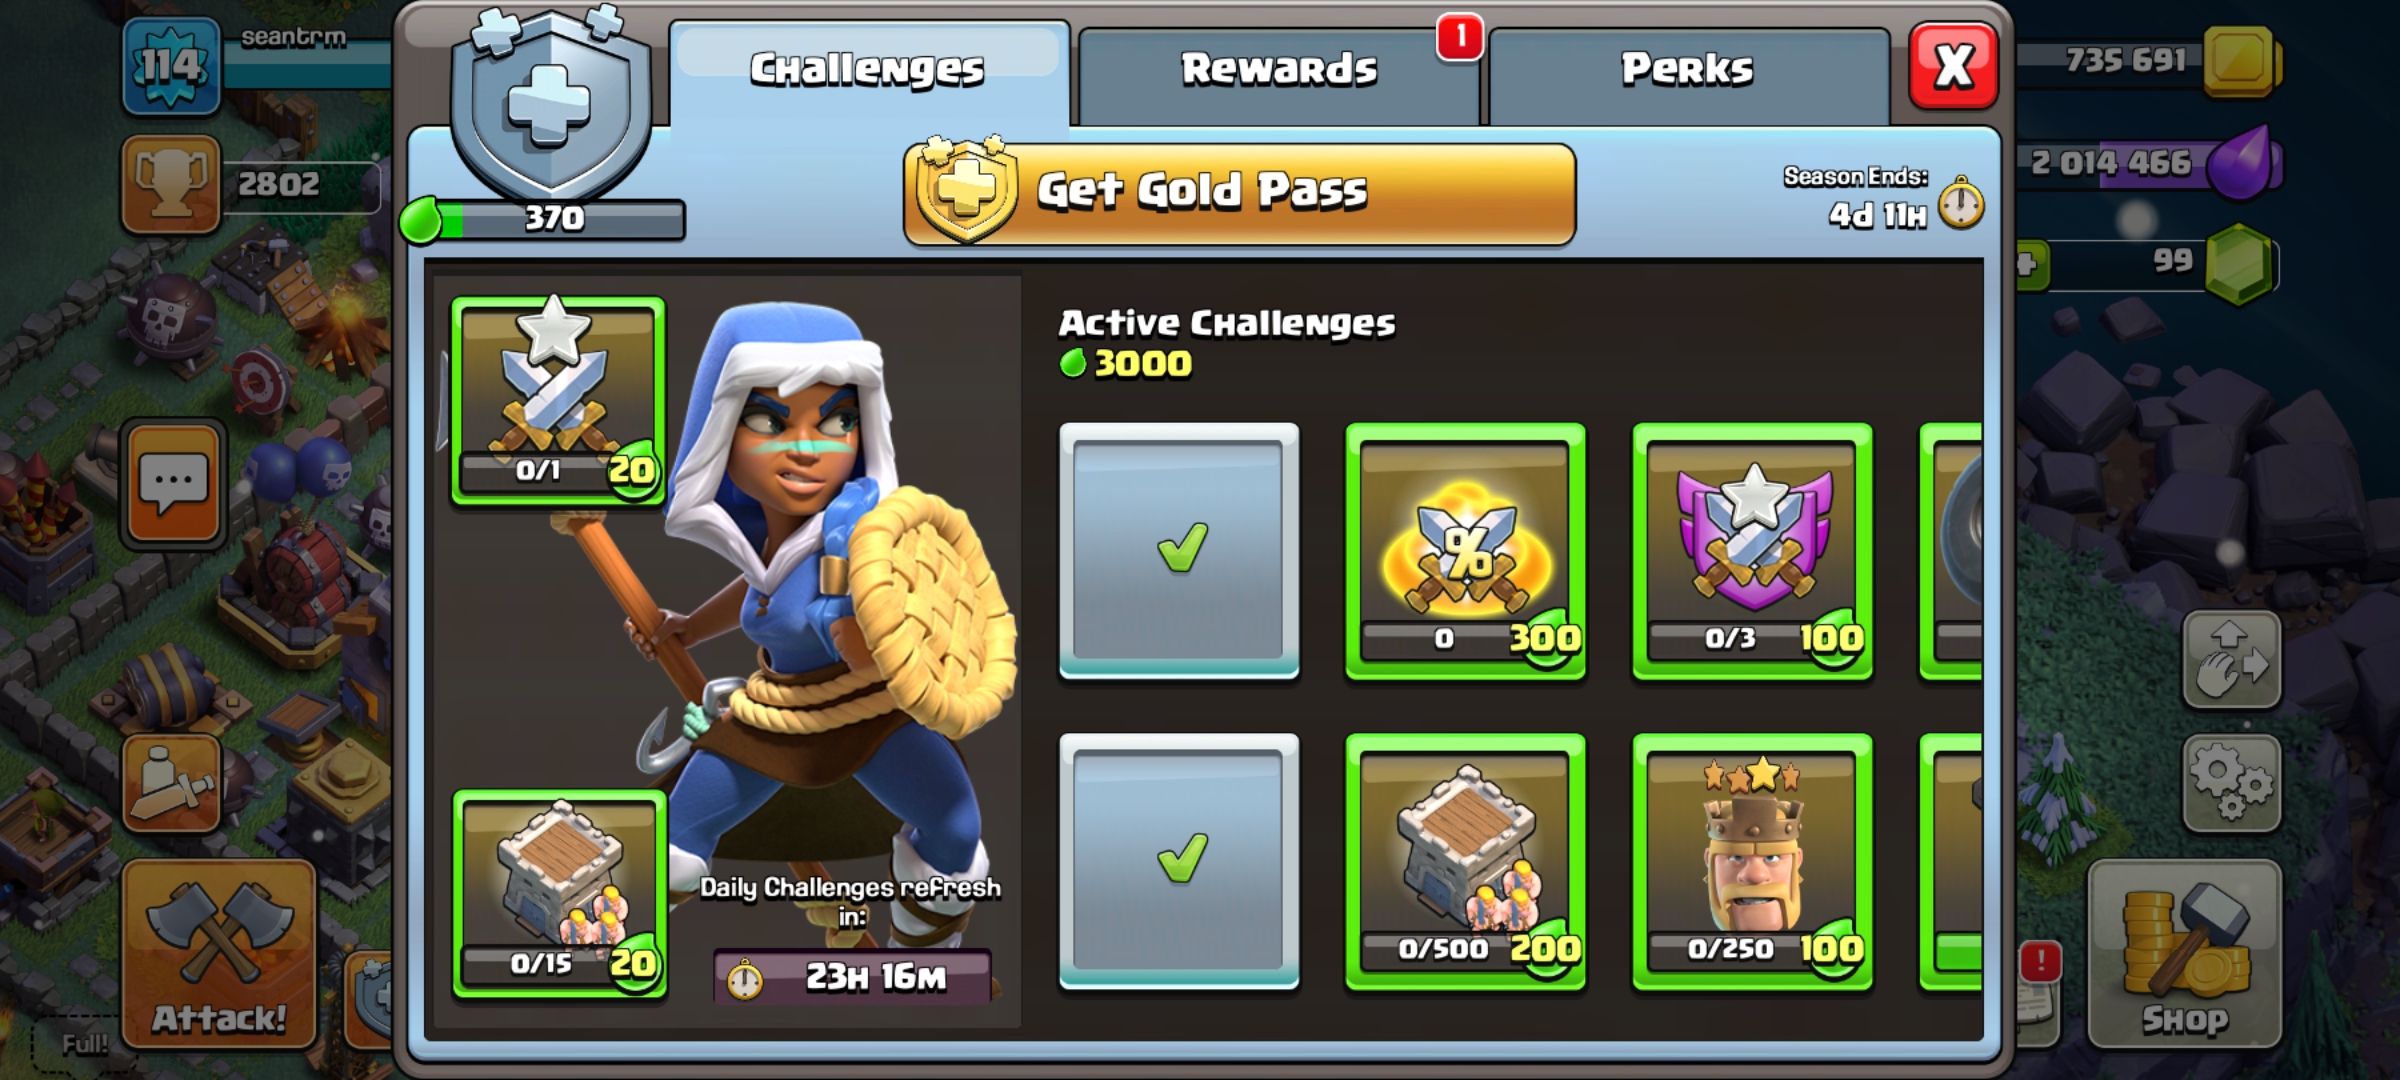 114
seantrm
2802
Challenges
Rewards
1
Perks
X
735 691
2 014 466
99
370
Get Gold Pass
Season Ends:
4d 11H
Active Challenges
3000
0/1
20
0
300
0/3
100
0/15
20
Daily Challenges refresh
in:
23H 16M
0/500
200
0/250
100
Attack!
Full!
!
Shop